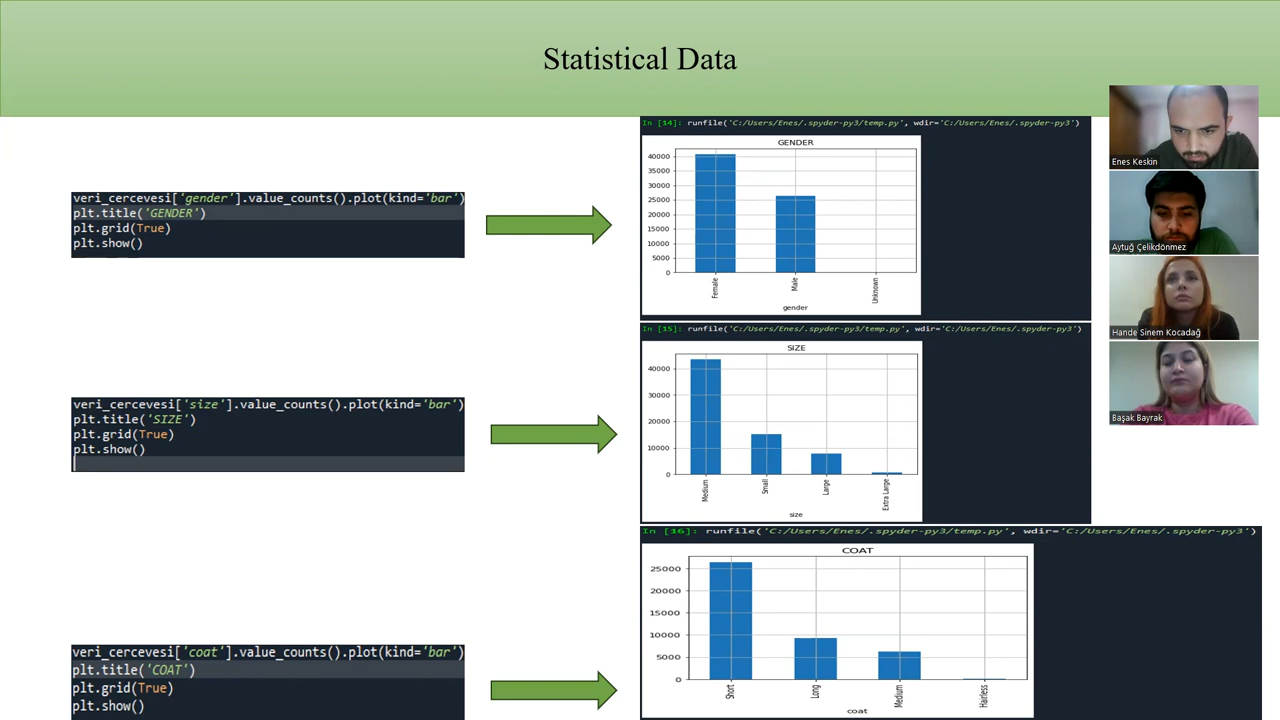 Statistical Data
veri_cercevesi['gender'].value_counts().plot(kind='bar')
plt.title('GENDER')
plt.grid(True)
plt.show()
In [14]: runfile('C:/Users/Enes/.spyder-py3/temp.py', wdir='C:/Users/Enes/.spyder-py3')
GENDER
40000
35000
30000
25000
20000
15000
10000
5000
0
Female
Male
Unknown
gender
veri_cercevesi['size'].value_counts().plot(kind='bar')
plt.title('SIZE')
plt.grid(True)
plt.show()
In [15]: runfile('C:/Users/Enes/.spyder-py3/temp.py', wdir='C:/Users/Enes/.spyder-py3')
SIZE
40000
30000
20000
10000
0
Medium
Small
Large
Extra Large
size
veri_cercevesi['coat'].value_counts().plot(kind='bar')
plt.title('COAT')
plt.grid(True)
plt.show()
In [16]: runfile('C:/Users/Enes/.spyder-py3/temp.py', wdir='C:/Users/Enes/.spyder-py3')
COAT
25000
20000
15000
10000
5000
0
Short
Long
Medium
Hairless
coat
Enes Keskin
Aytuğ Çelikdönmez
Hande Sinem Kocadağ
Başak Bayrak